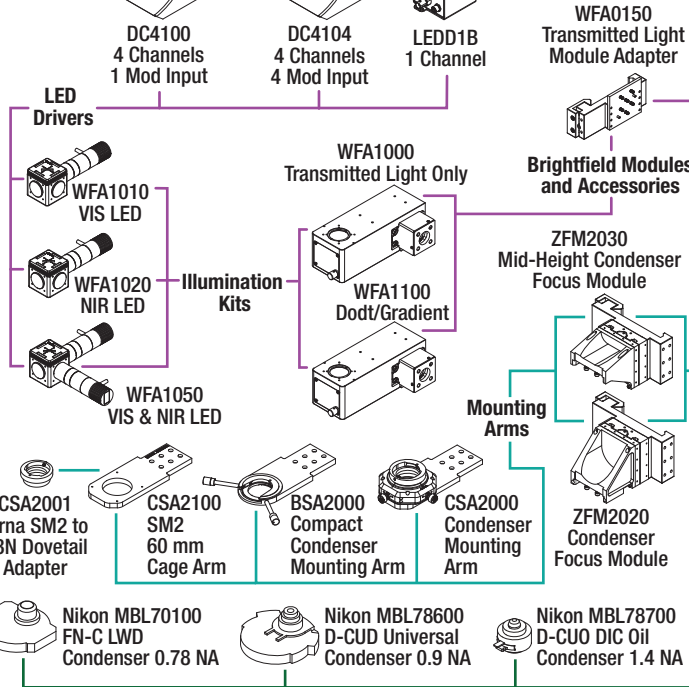 DC4100
4 Channels
1 Mod Input
DC4104
4 Channels
4 Mod Input
LEDD1B
1 Channel
WFA0150
Transmitted Light
Module Adapter
LED
Drivers
WFA1010
VIS LED
WFA1020
NIR LED
WFA1050
VIS & NIR LED
Illumination
Kits
WFA1000
Transmitted Light Only
WFA1100
Dodt/Gradient
Brightfield Modules
and Accessories
ZFM2030
Mid-Height Condenser
Focus Module
Mounting
Arms
ZFM2020
Condenser
Focus Module
CSA2001
SM2 to
Dovetail
Adapter
CSA2100
SM2
60 mm
Cage Arm
BSA2000
Compact
Condenser
Mounting Arm
CSA2000
Condenser
Mounting
Arm
Nikon MBL70100
FN-C LWD
Condenser 0.78 NA
Nikon MBL78600
D-CUD Universal
Condenser 0.9 NA
Nikon MBL78700
D-CUO DIC Oil
Condenser 1.4 NA